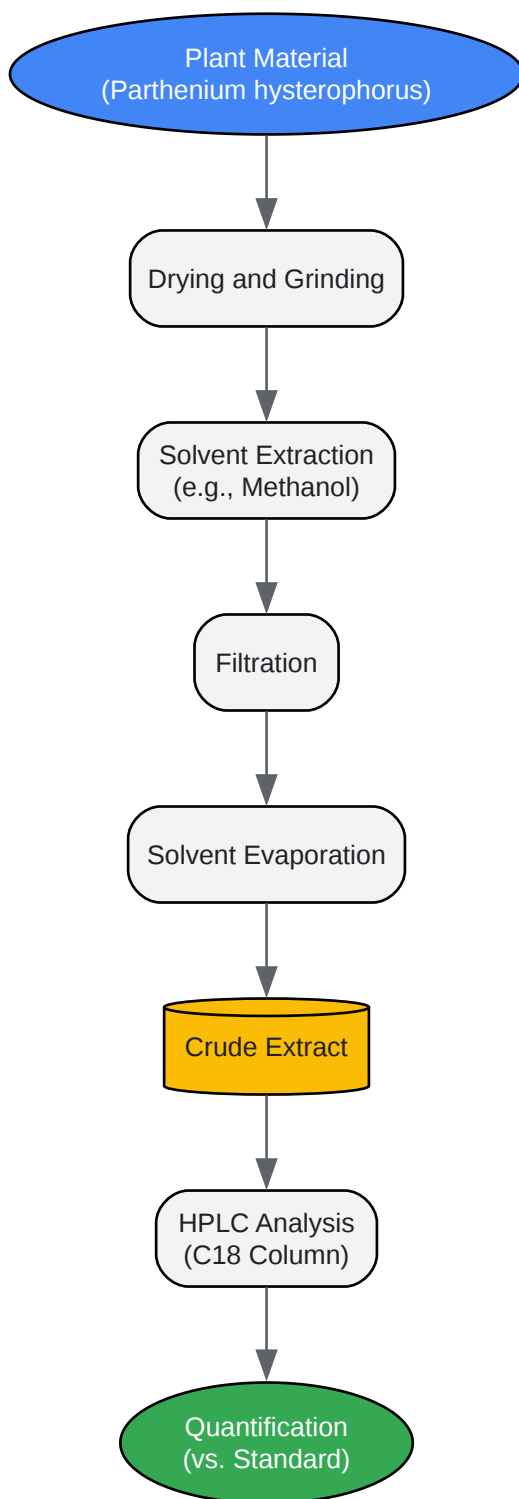 Plant Material
(Parthenium hysterophorus)
Drying and Grinding
Solvent Extraction
(e.g., Methanol)
Filtration
Solvent Evaporation
Crude Extract
HPLC Analysis
(C18 Column)
Quantification
(vs. Standard)